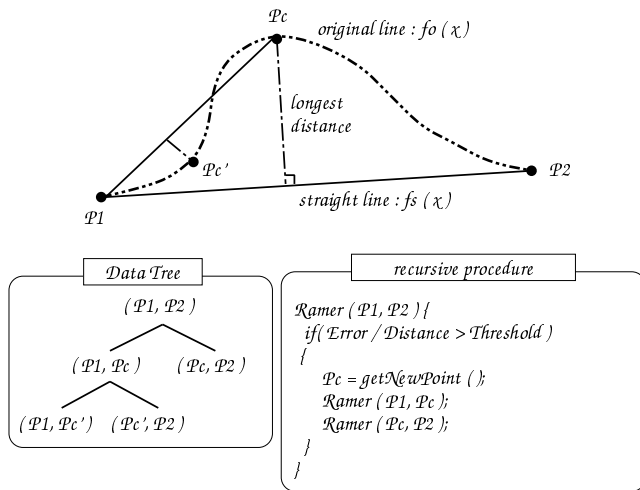 Pc
original line : fo ( x )
longest
distance
Pc'
P2
P1
straight line : fs ( x )
Data Tree
( P1, P2 )
( P1, Pc ) ( Pc, P2 )
( P1, Pc' ) ( Pc', P2 )
recursive procedure
Ramer ( P1, P2 ) {
if( Error / Distance > Threshold )
{
Pc = getNewPoint ( );
Ramer ( P1, Pc );
Ramer ( Pc, P2 );
}
}